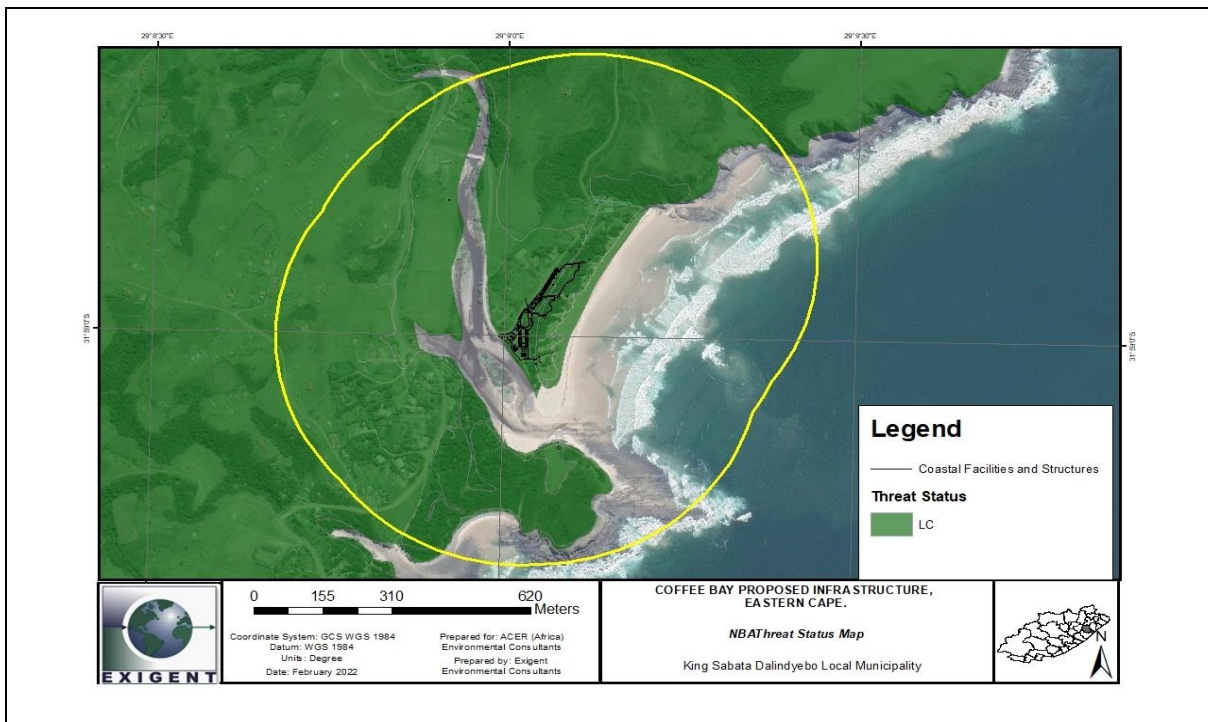 29°8'30"E
29°9'0"E
29°9'30"E
31°59'0"S
31°59'0"S
Legend
Coastal Facilities and Structures
Threat Status
LC
EXIGENT
0 155 310 620
Meters
Coordinate System: GCS WGS 1984
Datum: WGS 1984
Units: Degree
Date: February 2022
Prepared for: ACER (Africa)
Environmental Consultants
Prepared by: Exigent
Environmental Consultants
COFFEE BAY PROPOSED INFRASTRUCTURE,
EASTERN CAPE.
NBAThreat Status Map
King Sabata Dalindyebo Local Municipality
N